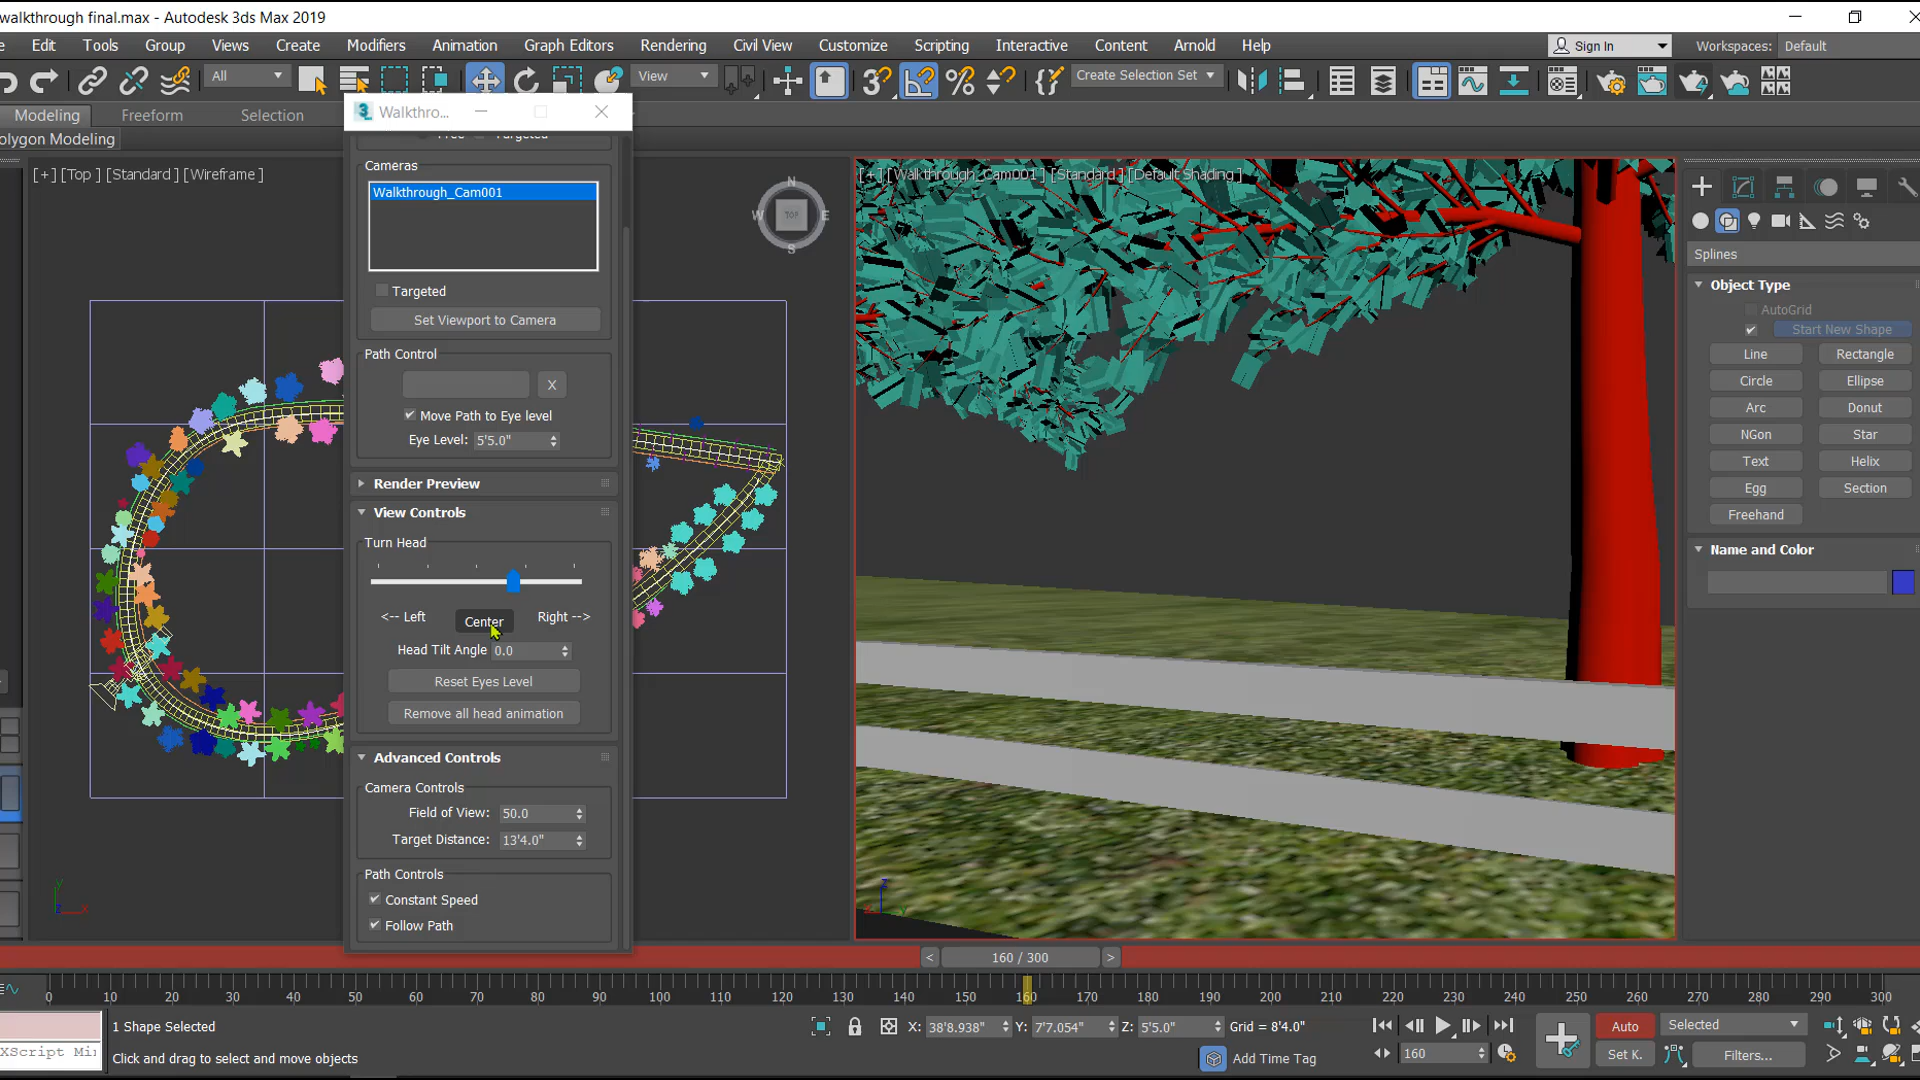 walkthrough final.max - Autodesk 3ds Max 2019
Edit Tools Group Views Create Modifiers Animation Graph Editors Rendering Civil View Customize Scripting Interactive Content Arnold Help Sign In Workspaces: Default
All View Create Selection Set
Modeling Freeform Selection
olygon Modeling
Walkthro...
Free Targeted
Cameras
Walkthrough_Cam001
Targeted
Set Viewport to Camera
Path Control
X
Move Path to Eye level
Eye Level: 5'5.0"
Render Preview
View Controls
Turn Head
<-- Left Center Right -->
Head Tilt Angle 0.0
Reset Eyes Level
Remove all head animation
Advanced Controls
Camera Controls
Field of View: 50.0
Target Distance: 13'4.0"
Path Controls
Constant Speed
Follow Path
[+] [Top ] [Standard ] [Wireframe ]
N
W TOP E
S
y
z x
[+] [Walkthrough_Cam001 ] [Standard ] [Default Shading ]
z
x y
Splines
Object Type
AutoGrid
Start New Shape
Line Rectangle
Circle Ellipse
Arc Donut
NGon Star
Text Helix
Egg Section
Freehand
Name and Color
< 160 / 300 >
0 10 20 30 40 50 60 70 80 90 100 110 120 130 140 150 160 170 180 190 200 210 220 230 240 250 260 270 280 290 300
1 Shape Selected
X: 38'8.938" Y: 7'7.054" Z: 5'5.0" Grid = 8'4.0"
Auto Selected
XScript Mi
Click and drag to select and move objects
Add Time Tag
160
Set K. Filters...